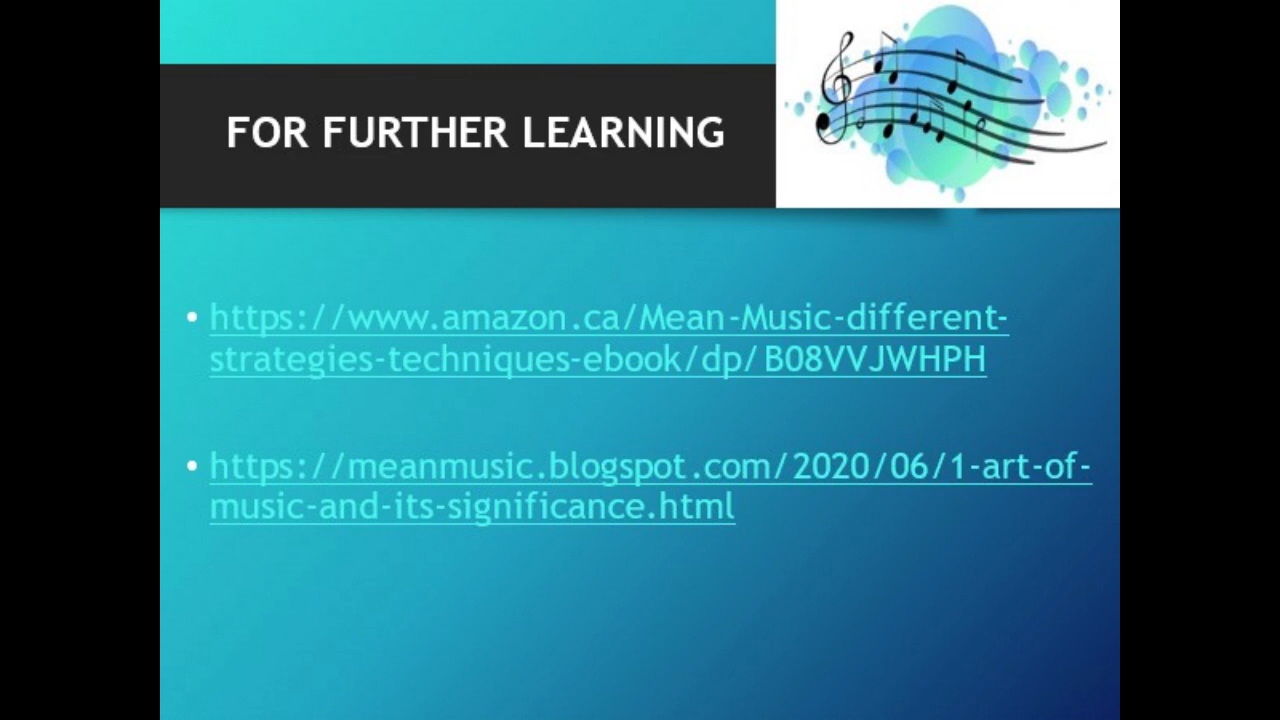 FOR FURTHER LEARNING
• https://www.amazon.ca/Mean-Music-different-
strategies-techniques-ebook/dp/B08VVJWHPH
• https://meanmusic.blogspot.com/2020/06/1-art-of-
music-and-its-significance.html